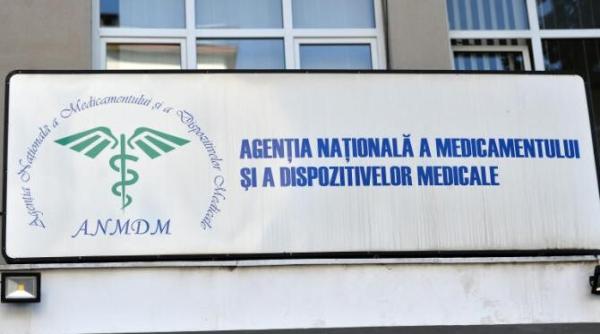 Agenția Națională a Medicamentului și a Dispozitivelor Medicale
ANMDM
AGENȚIA NAȚIONALĂ A MEDICAMENTULUI
ȘI A DISPOZITIVELOR MEDICALE